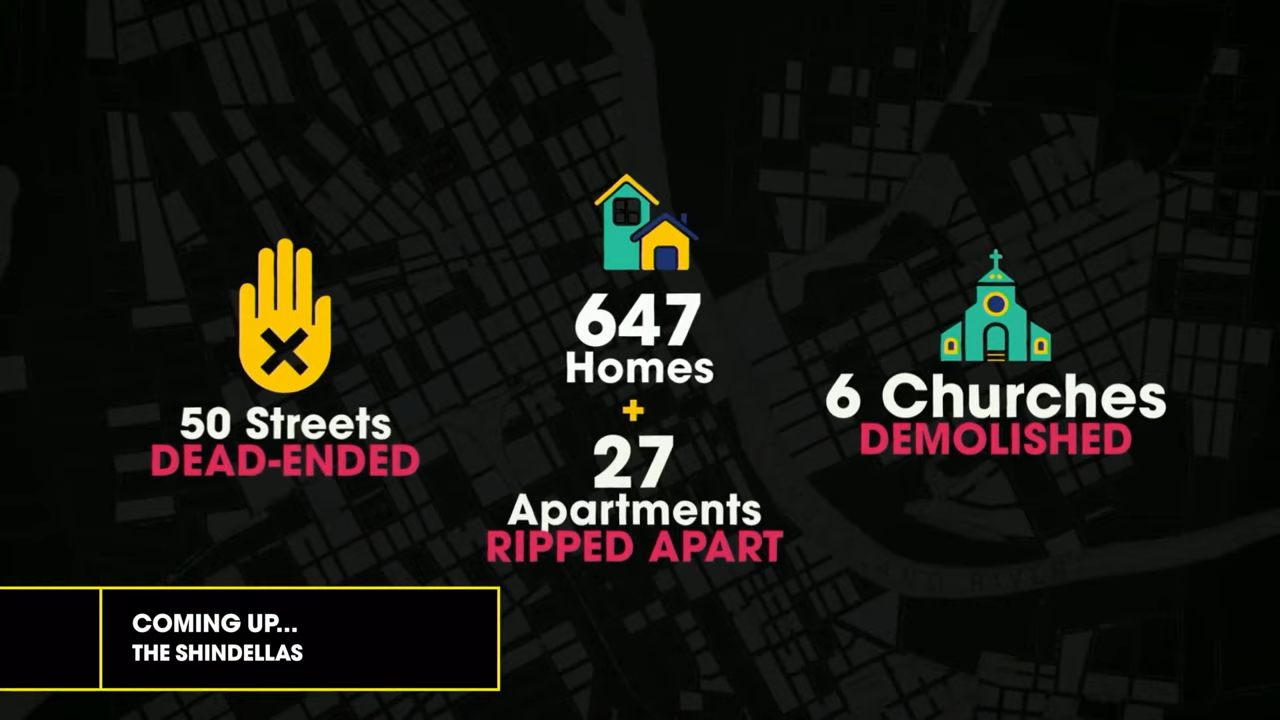 50 Streets
DEAD-ENDED
647
Homes
+
27
Apartments
RIPPED APART
6 Churches
DEMOLISHED
COMING UP...
THE SHINDELLAS